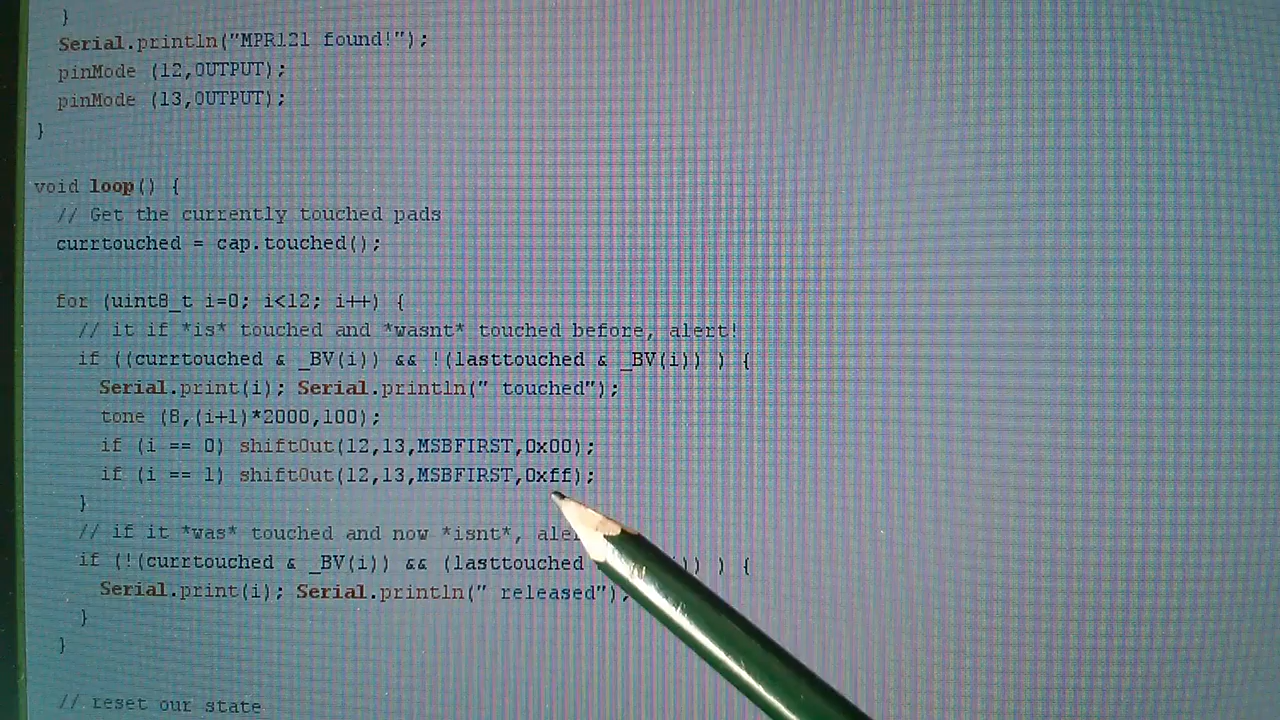 }
Serial.println("MPR121 found!");
pinMode (12,OUTPUT);
pinMode (13,OUTPUT);
}
void loop() {
// Get the currently touched pads
currtouched = cap.touched();
for (uint8_t i=0; i<12; i++) {
// it if *is* touched and *wasnt* touched before, alert!
if ((currtouched & _BV(i)) && !(lasttouched & _BV(i)) ) {
Serial.print(i); Serial.println(" touched");
tone (8,(i+1)*2000,100);
if (i == 0) shiftOut(12,13,MSBFIRST,0x00);
if (i == 1) shiftOut(12,13,MSBFIRST,0xff);
}
// if it *was* touched and now *isnt*,
if (!(currtouched & _BV(i)) && (lasttouched )) ) {
Serial.print(i); Serial.println(" released");
}
}
// reset our state